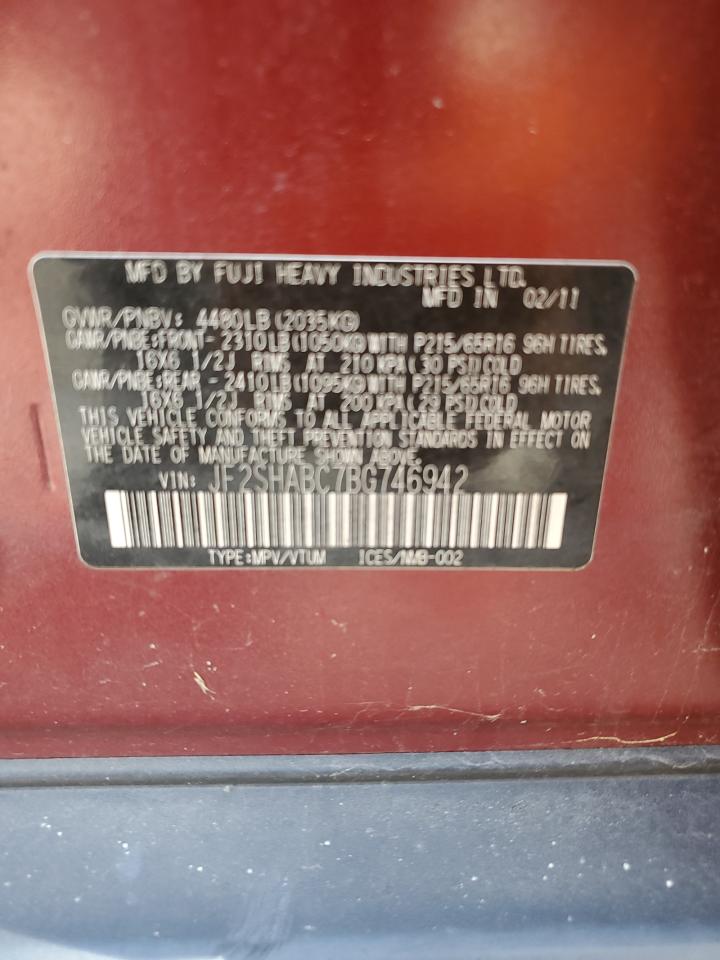 MFD BY FUJI HEAVY INDUSTRIES LTD.
MFD IN 02/11
GVWR/PNBV: 4480LB(2035KG)
GAWR/PNBE:FRONT- 2310LB(1050KG)WITH P215/65R16 96H TIRES,
16X6 1/2J RIMS AT 210 KPA(30 PSI)COLD
GAWR/PNBE:REAR -2410LB(1095KG)WITH P215/65R16 96H TIRES,
16X6 1/2J RIMS AT 200 KPA(29 PSI)COLD
THIS VEHICLE CONFORMS TO ALL APPLICABLE FEDERAL MOTOR
VEHICLE SAFETY AND THEFT PREVENTION STANDARDS IN EFFECT ON
THE DATE OF MANUFACTURE SHOWN ABOVE.
VIN: JF2SHABC7BG746942
TYPE:MPV/VTUM ICES/NMB-002